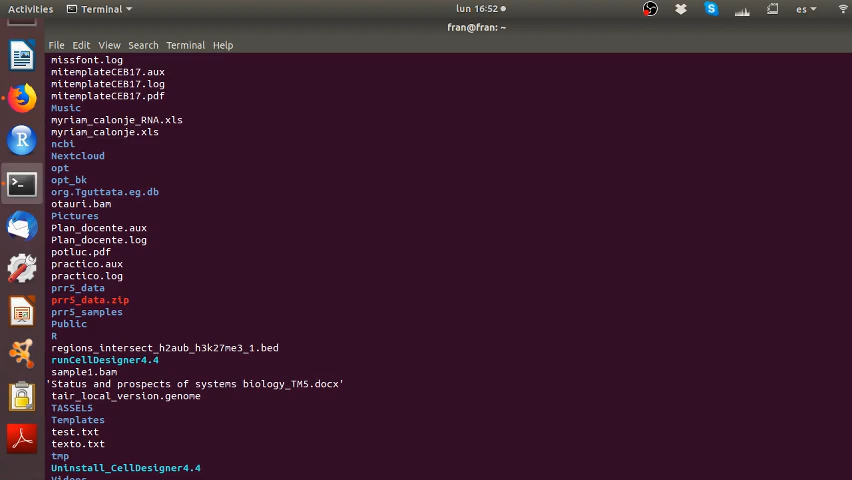 Activities
Terminal
lun 16:52
es
fran@fran: ~
File Edit View Search Terminal Help
missfont.log
mitemplateCEB17.aux
mitemplateCEB17.log
mitemplateCEB17.pdf
Music
myriam_calonje_RNA.xls
myriam_calonje.xls
ncbi
Nextcloud
opt
opt_bk
org.Tguttata.eg.db
otauri.bam
Pictures
Plan_docente.aux
Plan_docente.log
potluc.pdf
practico.aux
practico.log
prr5_data
prr5_data.zip
prr5_samples
Public
R
regions_intersect_h2aub_h3k27me3_1.bed
runCellDesigner4.4
sample1.bam
'Status and prospects of systems biology_TM5.docx'
tair_local_version.genome
TASSEL5
Templates
test.txt
texto.txt
tmp
Uninstall_CellDesigner4.4
Videos